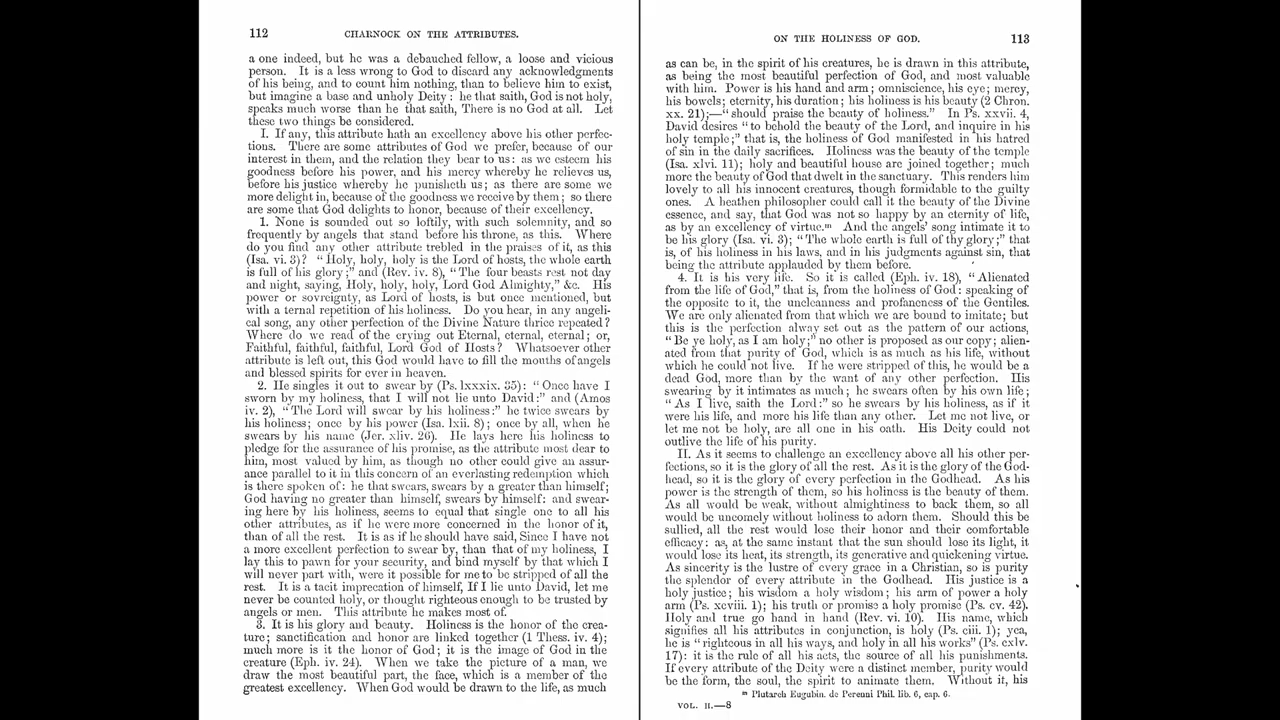 112 CHARNOCK ON THE ATTRIBUTES.
a one indeed, but he was a debauched fellow, a loose and vicious
person. It is a less wrong to God to discard any acknowledgments
of his being, and to count him nothing, than to believe him to exist,
but imagine a base and unholy Deity : he that saith, God is not holy,
speaks much worse than he that saith, There is no God at all. Let
these two things be considered.
I. If any, this attribute hath an excellency above his other perfec-
tions. There are some attributes of God we prefer, because of our
interest in them, and the relation they bear to us : as we esteem his
goodness before his power, and his mercy whereby he relieves us,
before his justice whereby he punisheth us ; as there are some we
more delight in, because of the goodness we receive by them ; so there
are some that God delights to honor, because of their excellency.
1. None is sounded out so loftily, with such solemnity, and so
frequently by angels that stand before his throne, as this. Where
do you find any other attribute trebled in the praises of it, as this
(Isa. vi. 3)? "Holy, holy, holy is the Lord of hosts, the whole earth
is full of his glory ;" and (Rev. iv. 8), "The four beasts rest not day
and night, saying, Holy, holy, holy, Lord God Almighty," &c. His
power or sovreignty, as Lord of hosts, is but once mentioned, but
with a ternal repetition of his holiness. Do you hear, in any angeli-
cal song, any other perfection of the Divine Nature thrice repeated ?
Where do we read of the crying out Eternal, eternal, eternal ; or,
Faithful, faithful, faithful, Lord God of Hosts? Whatsoever other
attribute is left out, this God would have to fill the mouths of angels
and blessed spirits for ever in heaven.
2. He singles it out to swear by (Ps. lxxxix. 35) : "Once have I
sworn by my holiness, that I will not lie unto David :" and (Amos
iv. 2), "The Lord will swear by his holiness :" he twice swears by
his holiness ; once by his power (Isa. lxii. 8) ; once by all, when he
swears by his name (Jer. xliv. 26). He lays here his holiness to
pledge for the assurance of his promise, as the attribute most dear to
him, most valued by him, as though no other could give an assur-
ance parallel to it in this concern of an everlasting redemption which
is there spoken of : he that swears, swears by a greater than himself ;
God having no greater than himself, swears by himself : and swear-
ing here by his holiness, seems to equal that single one to all his
other attributes, as if he were more concerned in the honor of it,
than of all the rest. It is as if he should have said, Since I have not
a more excellent perfection to swear by, than that of my holiness, I
lay this to pawn for your security, and bind myself by that which I
will never part with, were it possible for me to be stripped of all the
rest. It is a tacit imprecation of himself, If I lie unto David, let me
never be counted holy, or thought righteous enough to be trusted by
angels or men. This attribute he makes most of.
3. It is his glory and beauty. Holiness is the honor of the crea-
ture ; sanctification and honor are linked together (1 Thess. iv. 4) ;
much more is it the honor of God ; it is the image of God in the
creature (Eph. iv. 24). When we take the picture of a man, we
draw the most beautiful part, the face, which is a member of the
greatest excellency. When God would be drawn to the life, as much
ON THE HOLINESS OF GOD. 113
as can be, in the spirit of his creatures, he is drawn in this attribute,
as being the most beautiful perfection of God, and most valuable
with him. Power is his hand and arm ; omniscience, his eye ; mercy,
his bowels ; eternity, his duration ; his holiness is his beauty (2 Chron.
xx. 21) ;—"should praise the beauty of holiness." In Ps. xxvii. 4,
David desires "to behold the beauty of the Lord, and inquire in his
holy temple ;" that is, the holiness of God manifested in his hatred
of sin in the daily sacrifices. Holiness was the beauty of the temple
(Isa. xlvi. 11) ; holy and beautiful house are joined together ; much
more the beauty of God that dwelt in the sanctuary. This renders him
lovely to all his innocent creatures, though formidable to the guilty
ones. A heathen philosopher could call it the beauty of the Divine
essence, and say, that God was not so happy by an eternity of life,
as by an excellency of virtue.m And the angels' song intimate it to
be his glory (Isa. vi. 3) ; "The whole earth is full of thy glory ;" that
is, of his holiness in his laws, and in his judgments against sin, that
being the attribute applauded by them before.
4. It is his very life. So it is called (Eph. iv. 18), "Alienated
from the life of God," that is, from the holiness of God : speaking of
the opposite to it, the uncleanness and profaneness of the Gentiles.
We are only alienated from that which we are bound to imitate ; but
this is the perfection alway set out as the pattern of our actions,
"Be ye holy, as I am holy ;" no other is proposed as our copy ; alien-
ated from that purity of God, which is as much as his life, without
which he could not live. If he were stripped of this, he would be a
dead God, more than by the want of any other perfection. His
swearing by it intimates as much ; he swears often by his own life ;
"As I live, saith the Lord :" so he swears by his holiness, as if it
were his life, and more his life than any other. Let me not live, or
let me not be holy, are all one in his oath. His Deity could not
outlive the life of his purity.
II. As it seems to challenge an excellency above all his other per-
fections, so it is the glory of all the rest. As it is the glory of the God-
head, so it is the glory of every perfection in the Godhead. As his
power is the strength of them, so his holiness is the beauty of them.
As all would be weak, without almightiness to back them, so all
would be uncomely without holiness to adorn them. Should this be
sullied, all the rest would lose their honor and their comfortable
efficacy : as, at the same instant that the sun should lose its light, it
would lose its heat, its strength, its generative and quickening virtue.
As sincerity is the lustre of every grace in a Christian, so is purity
the splendor of every attribute in the Godhead. His justice is a
holy justice ; his wisdom a holy wisdom ; his arm of power a holy
arm (Ps. xcviii. 1) ; his truth or promise a holy promise (Ps. cv. 42).
Holy and true go hand in hand (Rev. vi. 10). His name, which
signifies all his attributes in conjunction, is holy (Ps. ciii. 1) ; yea,
he is "righteous in all his ways, and holy in all his works" (Ps. cxlv.
17) : it is the rule of all his acts, the source of all his punishments.
If every attribute of the Deity were a distinct member, purity would
be the form, the soul, the spirit to animate them. Without it, his
m Plutarch Eugubin. de Perenni Phil. lib. 6, cap. 6.
VOL. II.—8